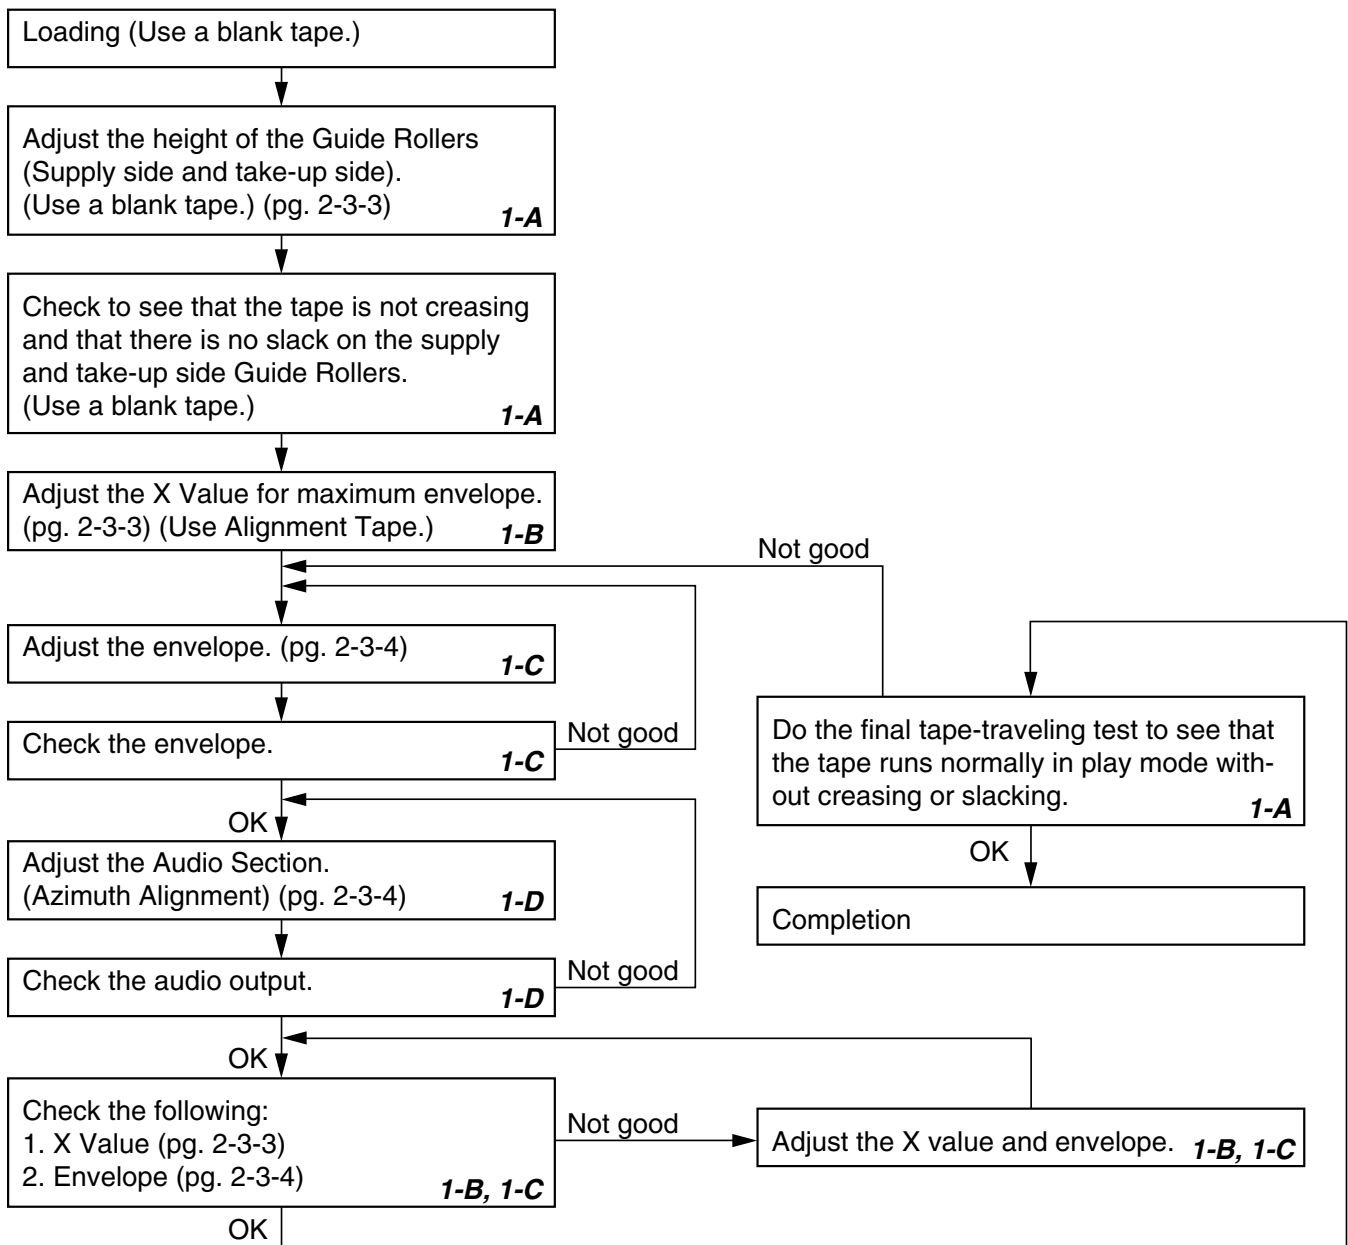 Loading (Use a blank tape.)
Adjust the height of the Guide Rollers
(Supply side and take-up side).
(Use a blank tape.) (pg. 2-3-3)
1-A
Check to see that the tape is not creasing
and that there is no slack on the supply
and take-up side Guide Rollers.
(Use a blank tape.)
1-A
Adjust the X Value for maximum envelope.
(pg. 2-3-3) (Use Alignment Tape.)
1-B
Not good
Adjust the envelope. (pg. 2-3-4)
1-C
Check the envelope.
1-C
Not good
OK
Adjust the Audio Section.
(Azimuth Alignment) (pg. 2-3-4)
1-D
Check the audio output.
1-D
Not good
OK
Check the following:
1. X Value (pg. 2-3-3)
2. Envelope (pg. 2-3-4)
1-B, 1-C
Not good
Adjust the X value and envelope.
1-B, 1-C
OK
Do the final tape-traveling test to see that
the tape runs normally in play mode with-
out creasing or slacking.
1-A
OK
Completion